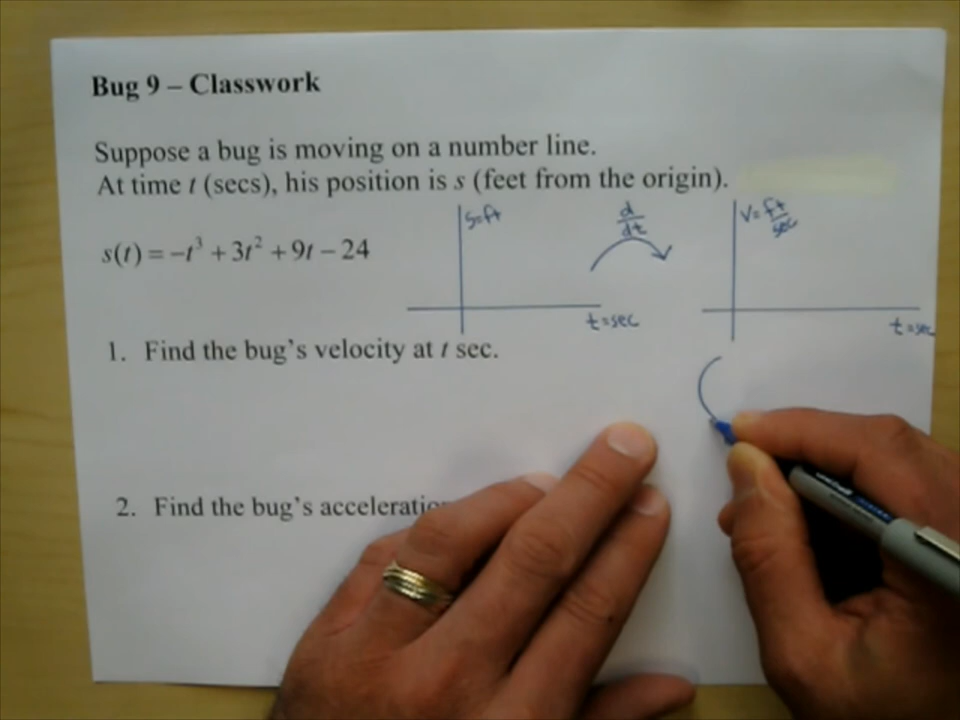 Bug 9 – Classwork
Suppose a bug is moving on a number line.
At time t (secs), his position is s (feet from the origin).
s=ft
d/dt
v=ft/sec
s(t) = −t³ + 3t² + 9t − 24
t=sec
t=sec
1. Find the bug's velocity at t sec.
2. Find the bug's